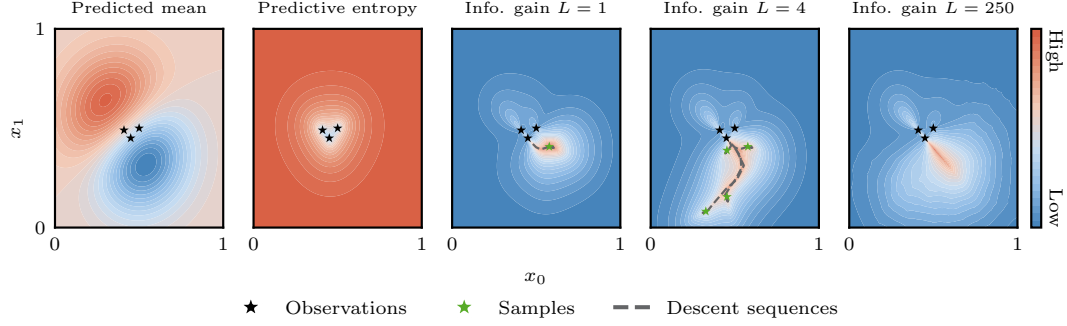 Predicted mean
Predictive entropy
Info. gain L = 1
Info. gain L = 4
Info. gain L = 250
1
x₁
0
High
Low
0
1
0
1
0
1
0
1
0
1
x₀
Observations
Samples
Descent sequences